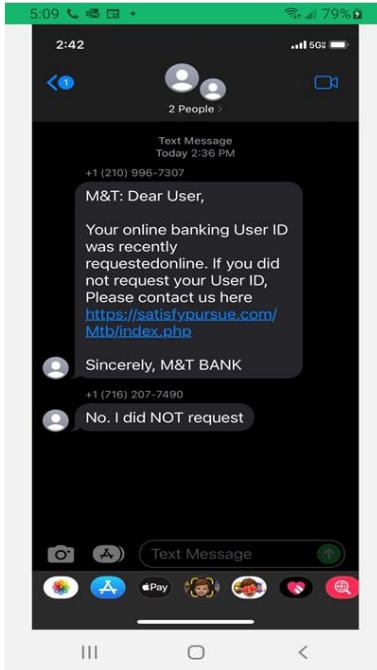 5:09 79%
2:42 5G
1
2 People >
Text Message
Today 2:36 PM
+1 (210) 996-7307
M&T: Dear User,
Your online banking User ID
was recently
requestedonline. If you did
not request your User ID,
Please contact us here
https://satisfypursue.com/
Mtb/index.php
Sincerely, M&T BANK
+1 (716) 207-7490
No. I did NOT request
Text Message
Pay